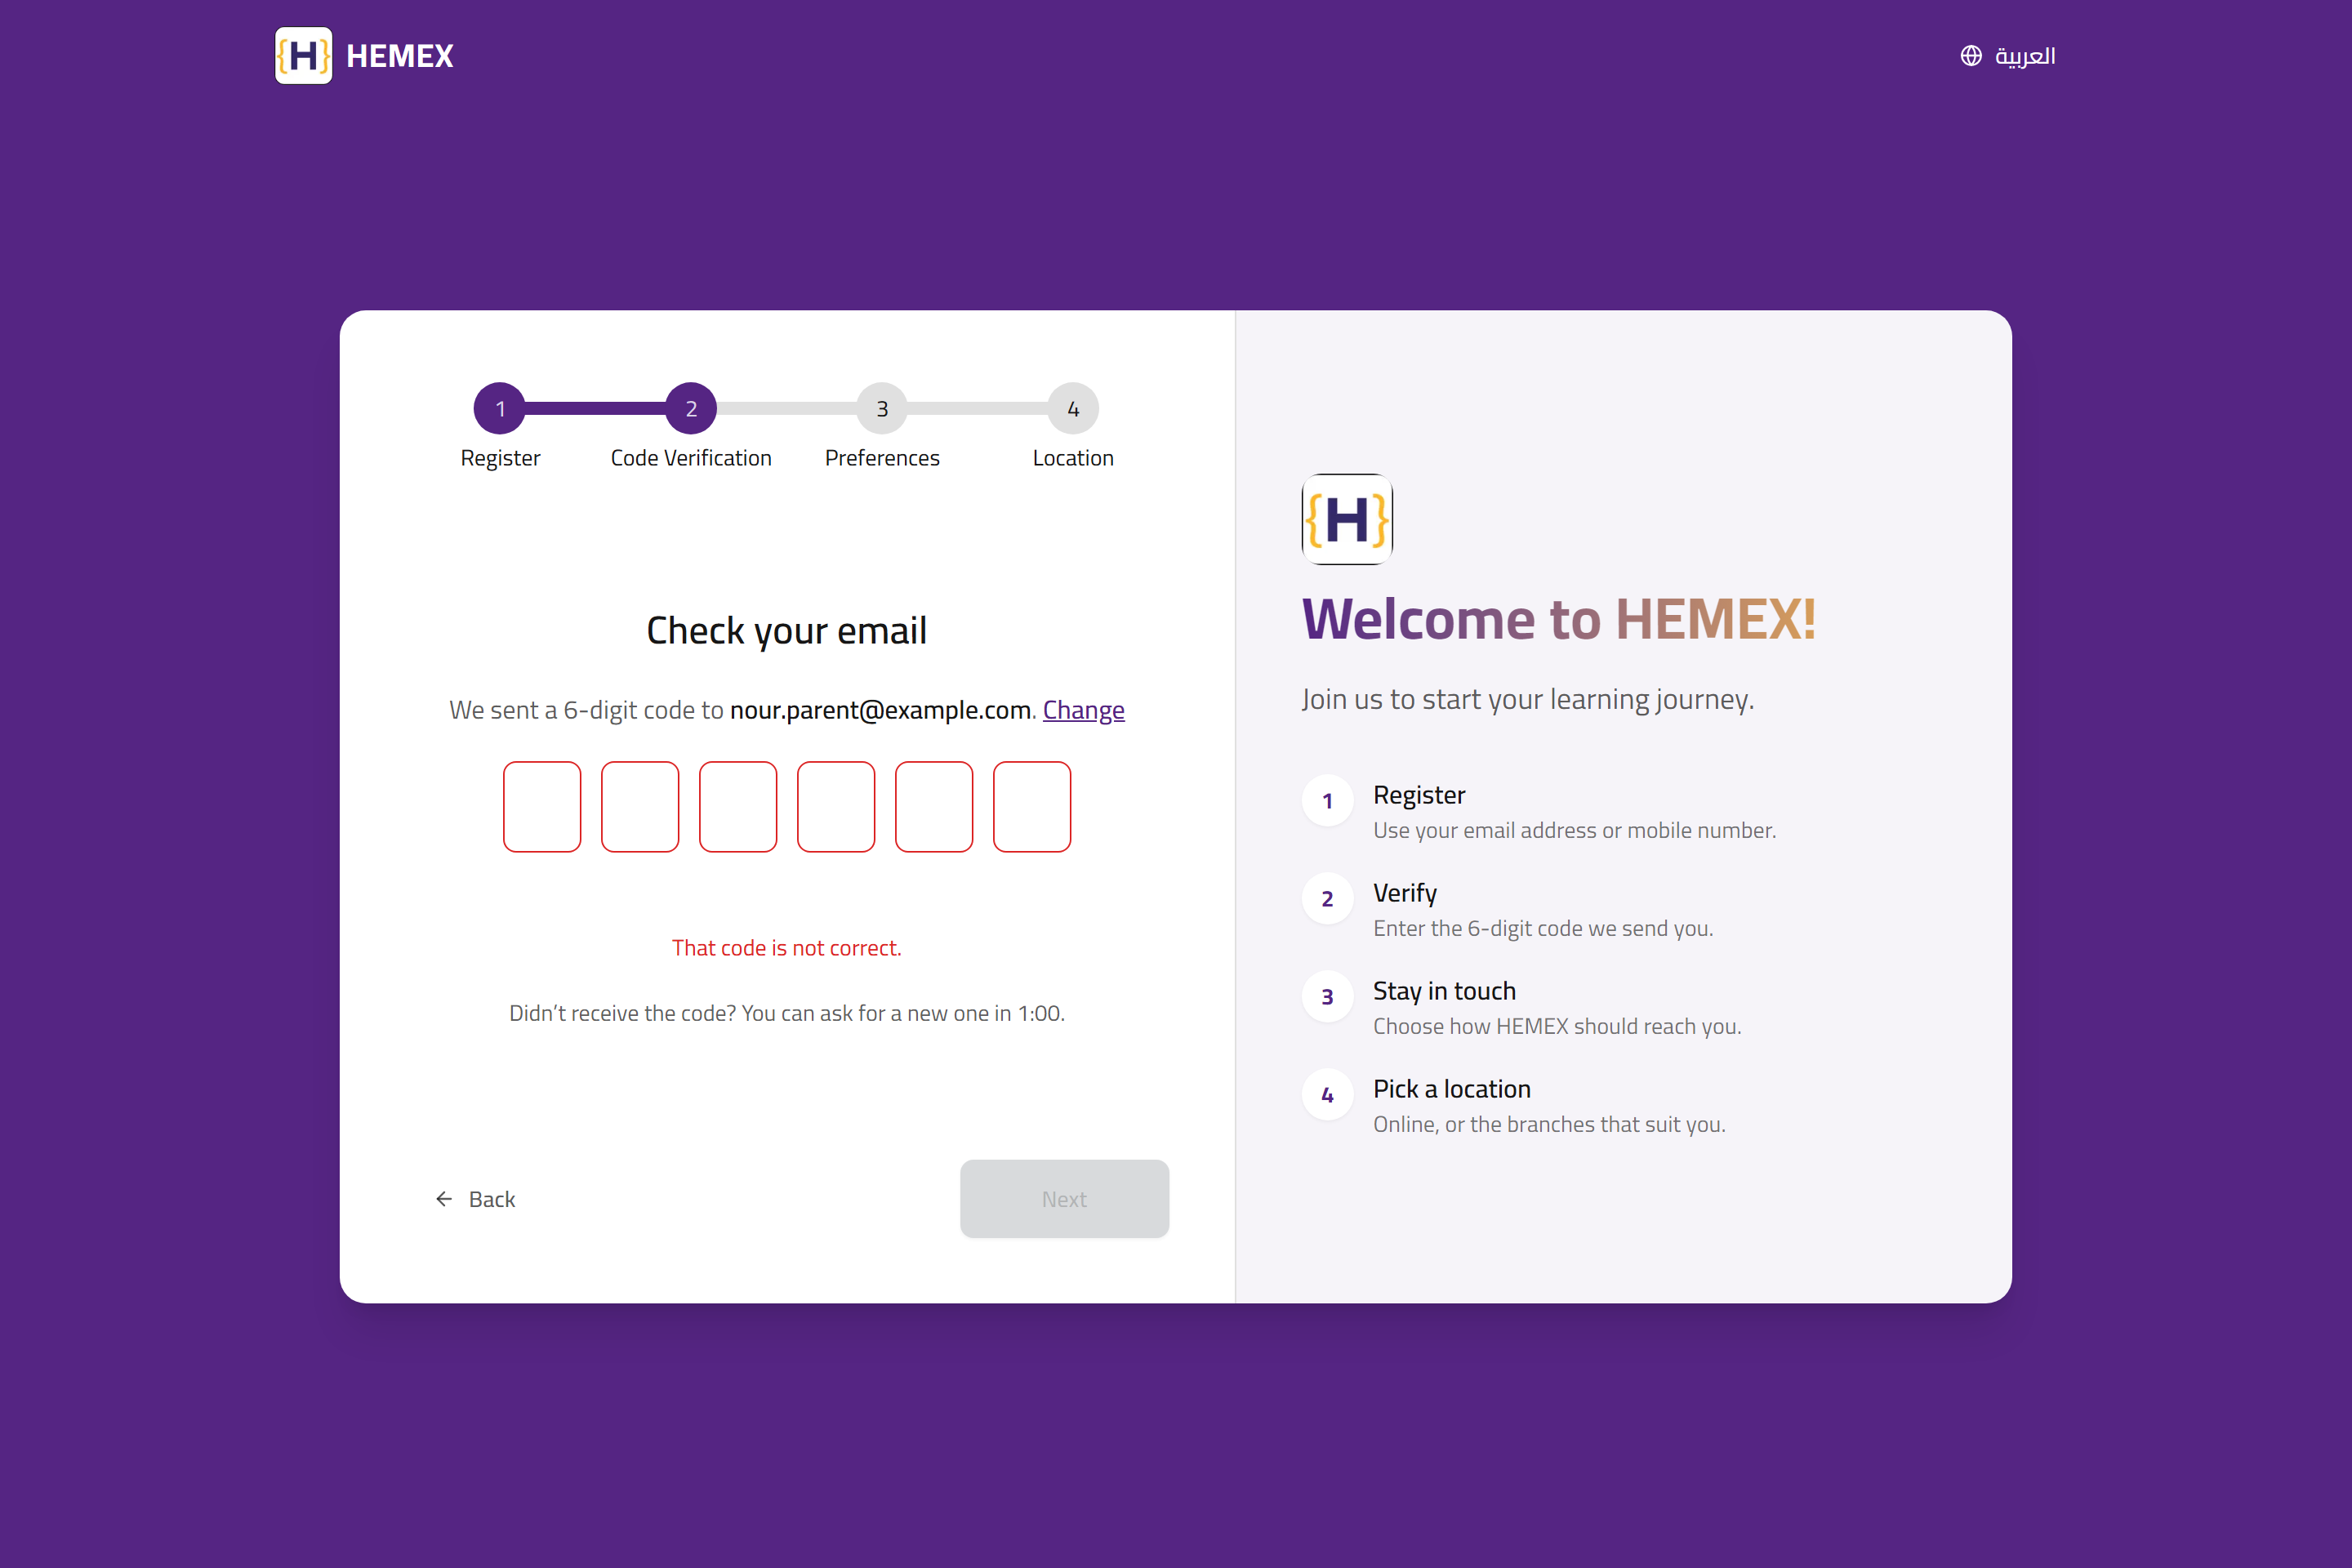 {H} HEMEX
العربية
1
2
3
4
Register
Code Verification
Preferences
Location
Check your email
We sent a 6-digit code to nour.parent@example.com. Change
That code is not correct.
Didn’t receive the code? You can ask for a new one in 1:00.
Back
Next
{H}
Welcome to HEMEX!
Join us to start your learning journey.
1
Register
Use your email address or mobile number.
2
Verify
Enter the 6-digit code we send you.
3
Stay in touch
Choose how HEMEX should reach you.
4
Pick a location
Online, or the branches that suit you.